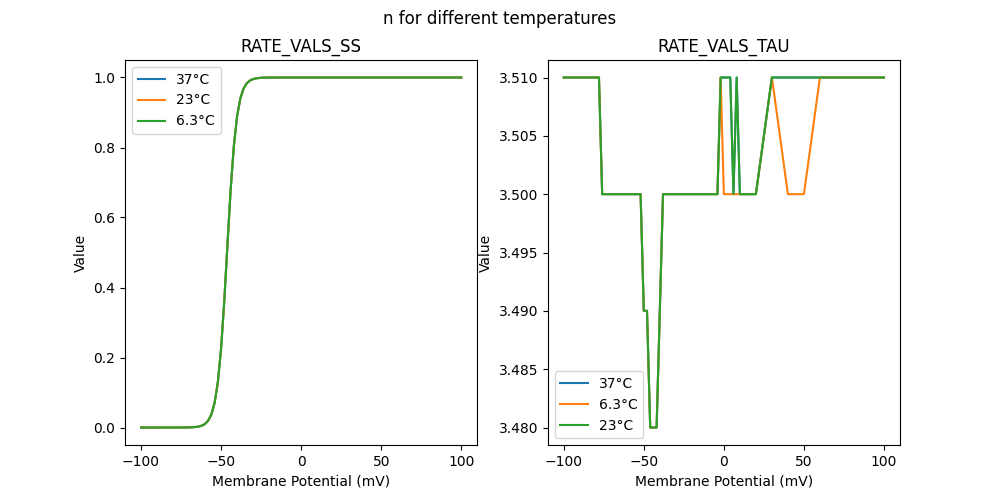 n for different temperatures
RATE_VALS_SS
1.0
0.8
0.6
0.4
0.2
0.0
Value
−100
−50
0
50
100
Membrane Potential (mV)
37°C
23°C
6.3°C
RATE_VALS_TAU
3.510
3.505
3.500
3.495
3.490
3.485
3.480
Value
−100
−50
0
50
100
Membrane Potential (mV)
37°C
6.3°C
23°C